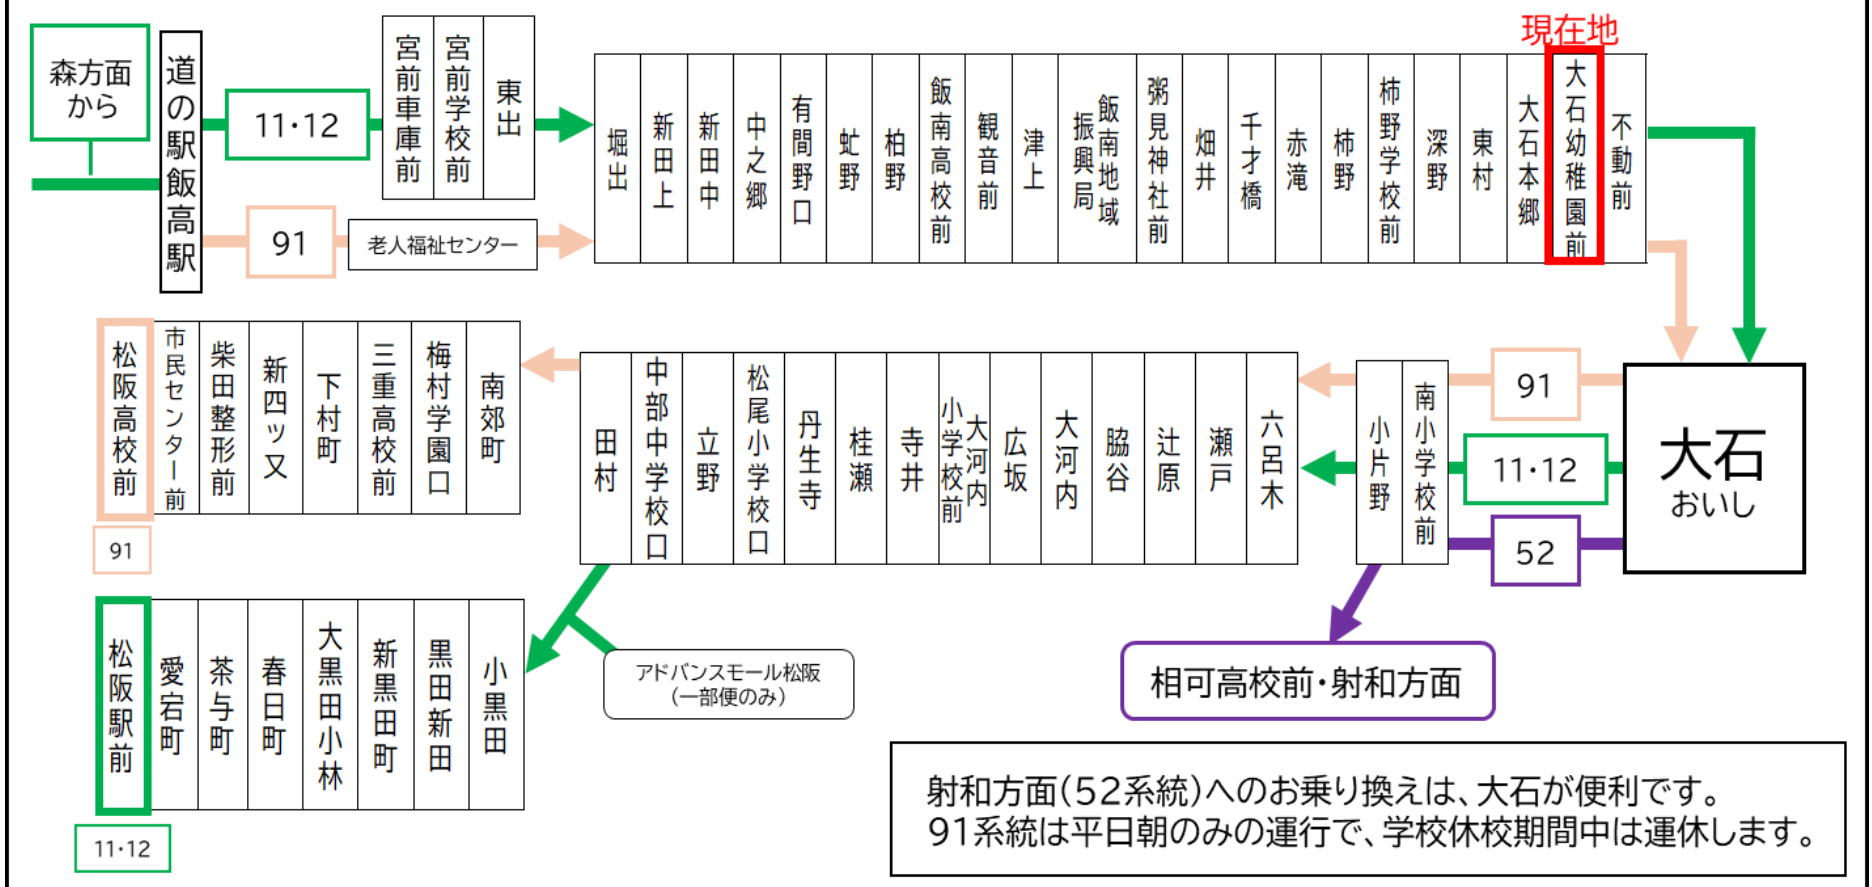 現在地
森方面
から
道の駅飯高駅
11・12
宮前車庫前
宮前学校前
東出
91
老人福祉センター
堀出
新田上
新田中
中之郷
有間野口
虻野
柏野
飯南高校前
観音前
津上
飯南地域
振興局
粥見神社前
畑井
千才橋
赤滝
柿野
柿野学校前
深野
東村
大石本郷
大石幼稚園前
不動前
大石
おいし
91
11・12
52
南小学校前
小片野
六呂木
瀬戸
辻原
脇谷
大河内
広坂
大河内
小学校前
寺井
桂瀬
丹生寺
松尾小学校口
立野
中部中学校口
田村
南郊町
梅村学園口
三重高校前
下村町
新四ッ又
柴田整形前
市民センター前
松阪高校前
91
アドバンスモール松阪
(一部便のみ)
小黒田
黒田新田
新黒田町
大黒田小林
春日町
茶与町
愛宕町
松阪駅前
11・12
相可高校前・射和方面
射和方面(52系統)へのお乗り換えは、大石が便利です。
91系統は平日朝のみの運行で、学校休校期間中は運休します。